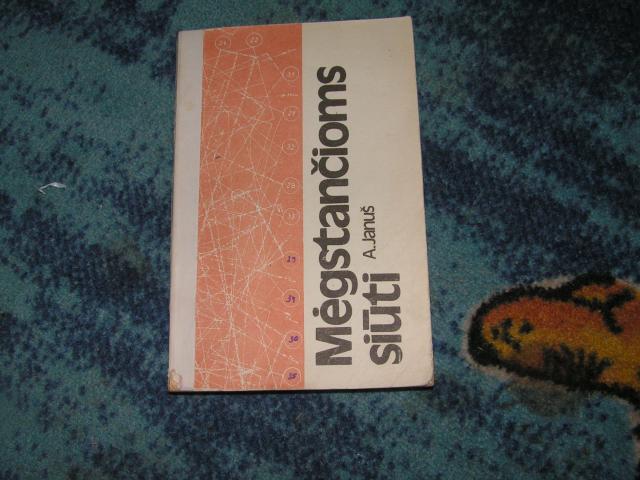 Mėgstančioms
siūti
A. Januš